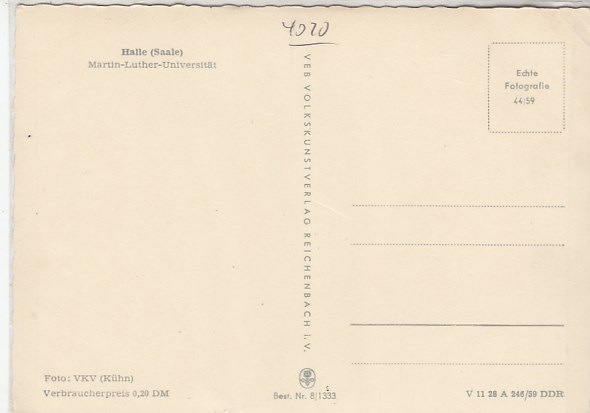 4020
Halle (Saale)
Martin-Luther-Universität
Echte
Fotografie
44/59
VEB VOLKSKUNSTVERLAG REICHENBACH I. V.
Foto: VKV (Kühn)
Verbraucherpreis 0,20 DM
Best. Nr. B/1333
V 11 28 A 246/59 DDR